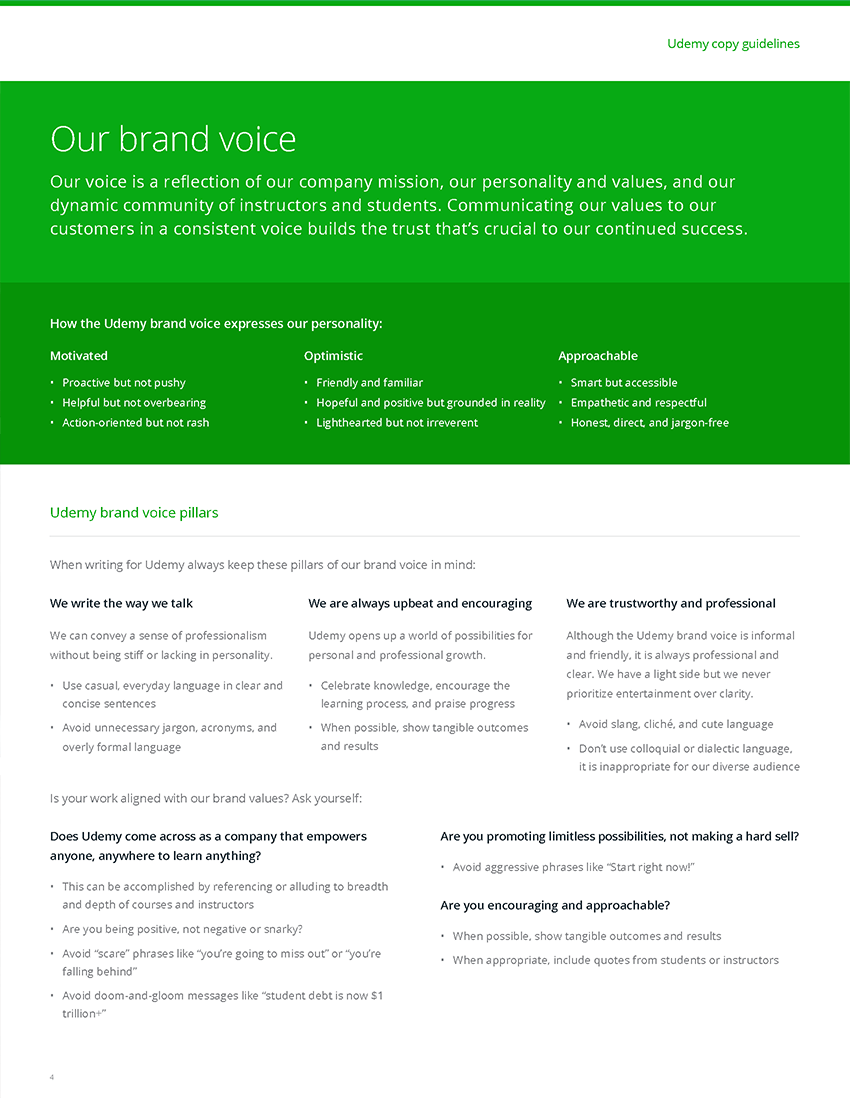 Udemy copy guidelines
Our brand voice
Our voice is a reflection of our company mission, our personality and values, and our
dynamic community of instructors and students. Communicating our values to our
customers in a consistent voice builds the trust that's crucial to our continued success.
How the Udemy brand voice expresses our personality:
Motivated
• Proactive but not pushy
• Helpful but not overbearing
• Action-oriented but not rash
Optimistic
• Friendly and familiar
• Hopeful and positive but grounded in reality
• Lighthearted but not irreverent
Approachable
• Smart but accessible
• Empathetic and respectful
• Honest, direct, and jargon-free
Udemy brand voice pillars
When writing for Udemy always keep these pillars of our brand voice in mind:
We write the way we talk
We can convey a sense of professionalism
without being stiff or lacking in personality.
• Use casual, everyday language in clear and
concise sentences
• Avoid unnecessary jargon, acronyms, and
overly formal language
We are always upbeat and encouraging
Udemy opens up a world of possibilities for
personal and professional growth.
• Celebrate knowledge, encourage the
learning process, and praise progress
• When possible, show tangible outcomes
and results
We are trustworthy and professional
Although the Udemy brand voice is informal
and friendly, it is always professional and
clear. We have a light side but we never
prioritize entertainment over clarity.
• Avoid slang, cliché, and cute language
• Don't use colloquial or dialectic language,
it is inappropriate for our diverse audience
Is your work aligned with our brand values? Ask yourself:
Does Udemy come across as a company that empowers
anyone, anywhere to learn anything?
• This can be accomplished by referencing or alluding to breadth
and depth of courses and instructors
• Are you being positive, not negative or snarky?
• Avoid “scare” phrases like “you're going to miss out” or “you're
falling behind”
• Avoid doom-and-gloom messages like “student debt is now $1
trillion+”
Are you promoting limitless possibilities, not making a hard sell?
• Avoid aggressive phrases like “Start right now!”
Are you encouraging and approachable?
• When possible, show tangible outcomes and results
• When appropriate, include quotes from students or instructors
4